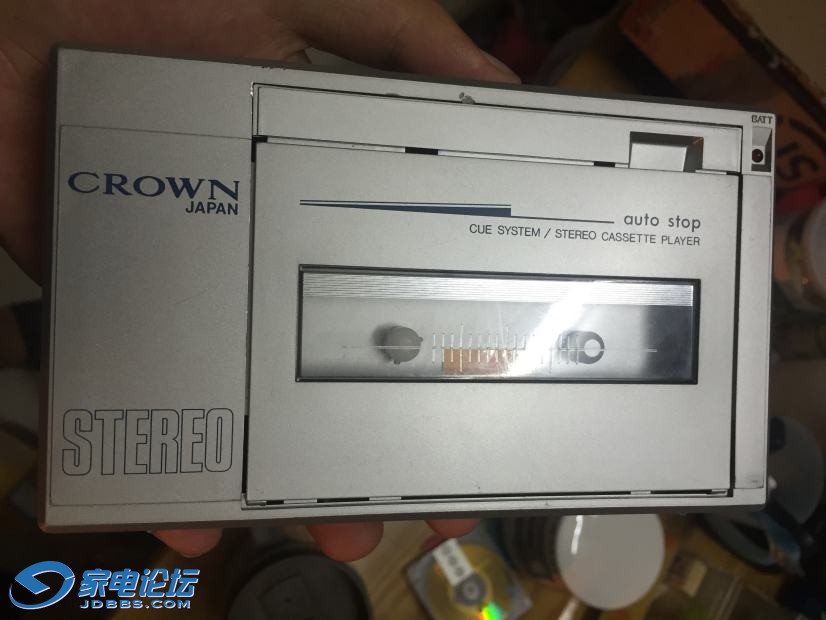 BATT
CROWN
JAPAN
auto stop
CUE SYSTEM / STEREO CASSETTE PLAYER
STEREO
家电论坛
JDBBS.COM